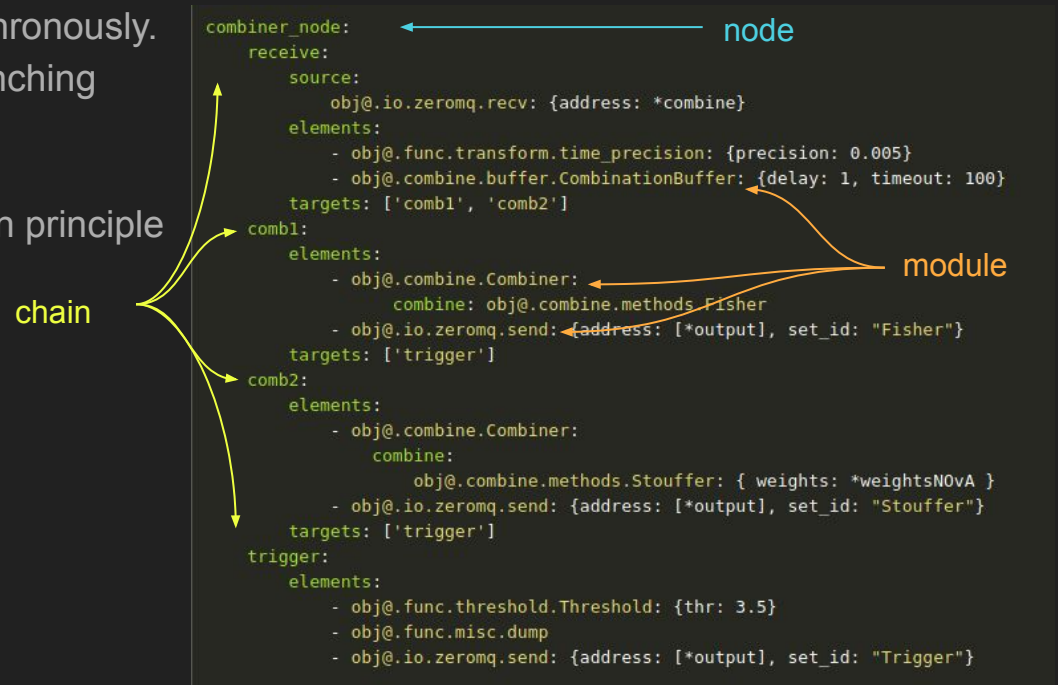 hronously.
nching
n principle
chain
combiner_node:
node
    receive:
        source:
            obj@.io.zeromq.recv: {address: *combine}
        elements:
            - obj@.func.transform.time_precision: {precision: 0.005}
            - obj@.combine.buffer.CombinationBuffer: {delay: 1, timeout: 100}
        targets: ['comb1', 'comb2']
    comb1:
        elements:
            - obj@.combine.Combiner:
module
                  combine: obj@.combine.methods.Fisher
            - obj@.io.zeromq.send: {address: [*output], set_id: "Fisher"}
        targets: ['trigger']
    comb2:
        elements:
            - obj@.combine.Combiner:
                combine:
                    obj@.combine.methods.Stouffer: { weights: *weightsNOvA }
            - obj@.io.zeromq.send: {address: [*output], set_id: "Stouffer"}
        targets: ['trigger']
    trigger:
        elements:
            - obj@.func.threshold.Threshold: {thr: 3.5}
            - obj@.func.misc.dump
            - obj@.io.zeromq.send: {address: [*output], set_id: "Trigger"}